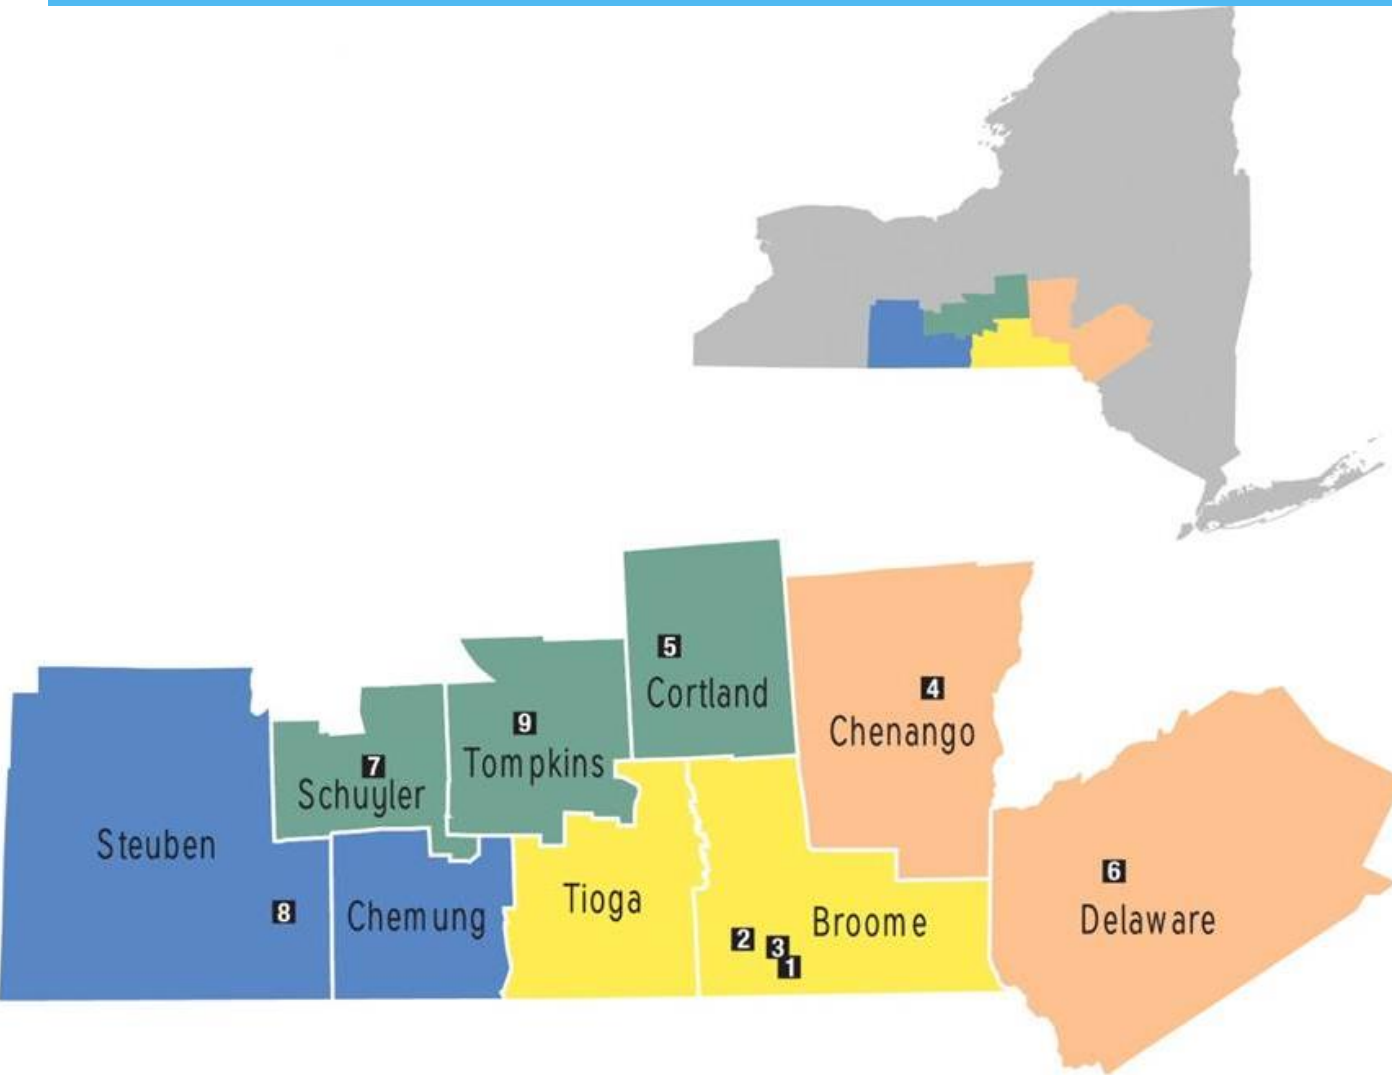 5
Cortland
4
Chenango
9
Tompkins
7
Schuyler
Steuben
8
Chemung
Tioga
Broome
2
3
1
6
Delaware